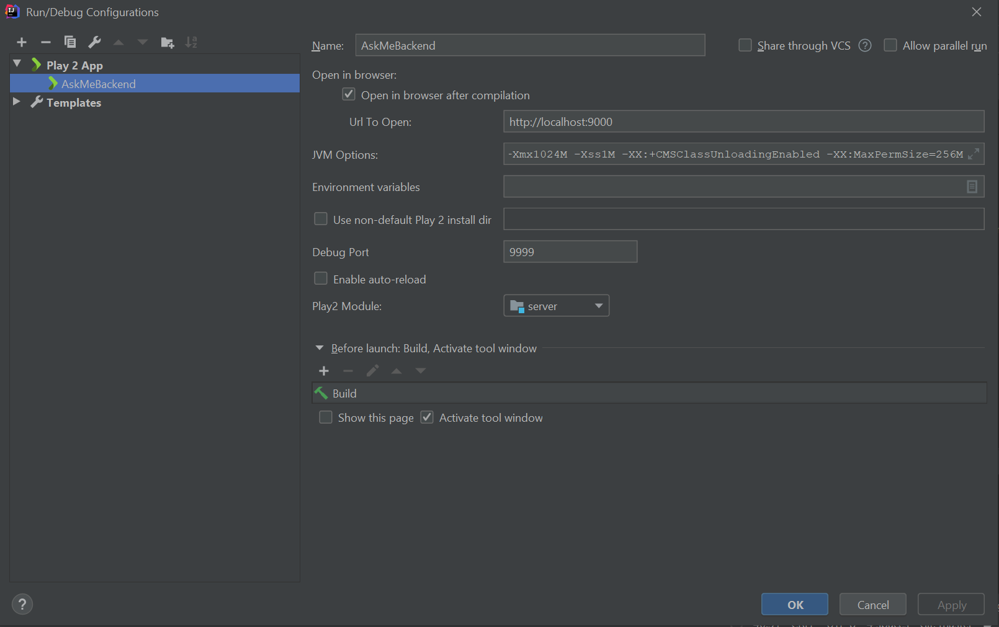 Run/Debug Configurations
Play 2 App
AskMeBackend
Templates
Name: AskMeBackend
Share through VCS ? Allow parallel run
Open in browser:
Open in browser after compilation
Url To Open: http://localhost:9000
JVM Options: -Xmx1024M -Xss1M -XX:+CMSClassUnloadingEnabled -XX:MaxPermSize=256M
Environment variables
Use non-default Play 2 install dir
Debug Port 9999
Enable auto-reload
Play2 Module: server
Before launch: Build, Activate tool window
Build
Show this page Activate tool window
? OK Cancel Apply